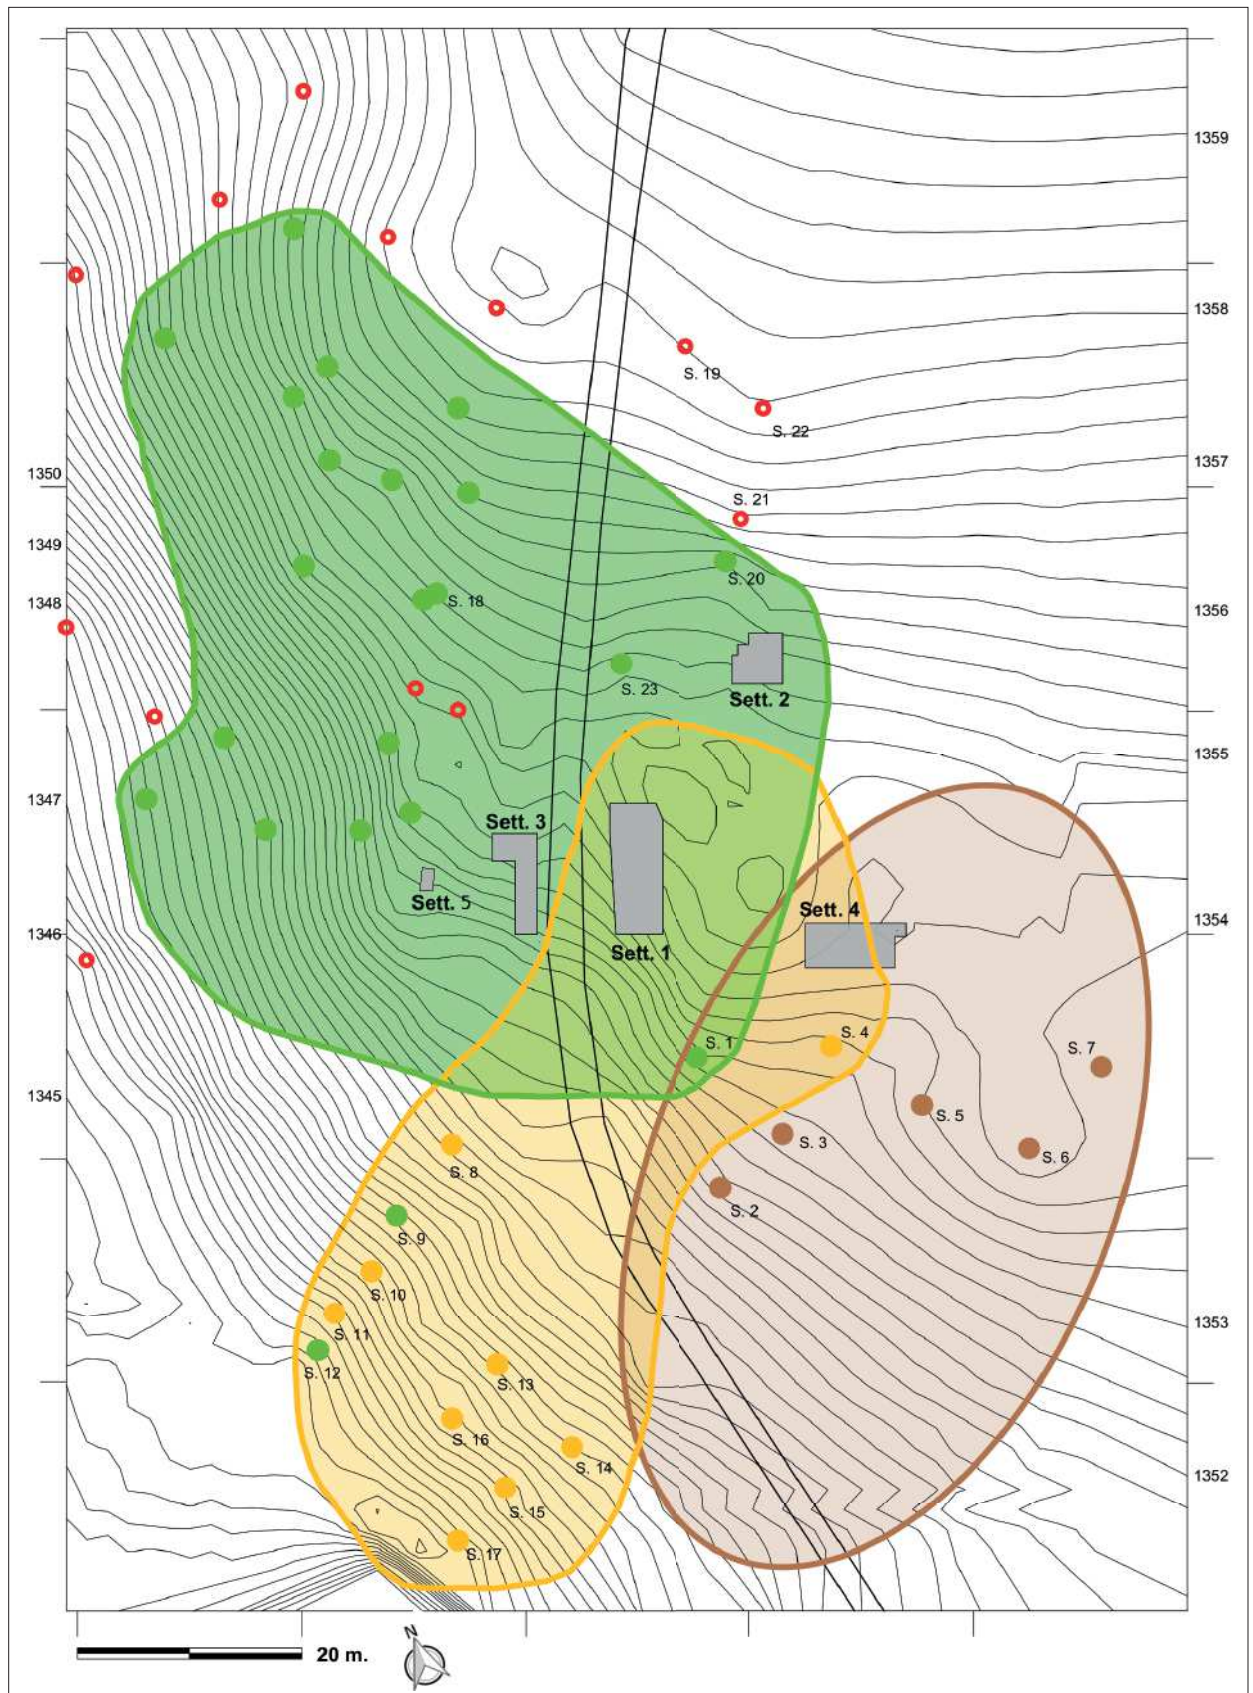 1359
1358
S. 19
S. 22
1357
1350
S. 21
1349
S. 20
S. 18
1348
1356
S. 23
Sett. 2
1355
1347
Sett. 3
Sett. 5
Sett. 4
1346
1354
Sett. 1
S. 4
S. 1
S. 7
1345
S. 5
S. 3
S. 6
S. 8
S. 2
S. 9
S. 10
S. 11
1353
S. 12
S. 13
S. 16
S. 14
1352
S. 15
S. 17
N
20 m.